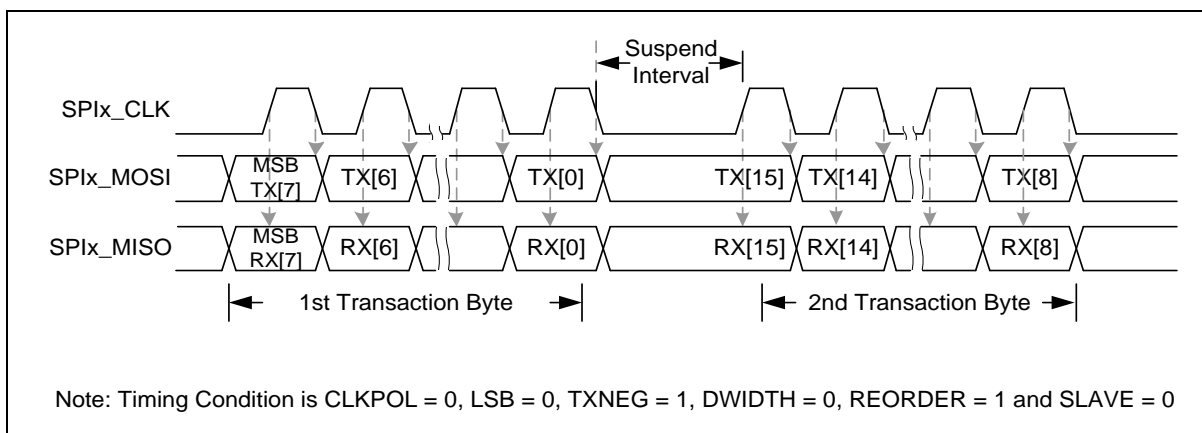 Suspend
Interval
SPIx_CLK
SPIx_MOSI
MSB
TX[7]
TX[6]
TX[0]
TX[15]
TX[14]
TX[8]
SPIx_MISO
MSB
RX[7]
RX[6]
RX[0]
RX[15]
RX[14]
RX[8]
1st Transaction Byte
2nd Transaction Byte
Note: Timing Condition is CLKPOL = 0, LSB = 0, TXNEG = 1, DWIDTH = 0, REORDER = 1 and SLAVE = 0